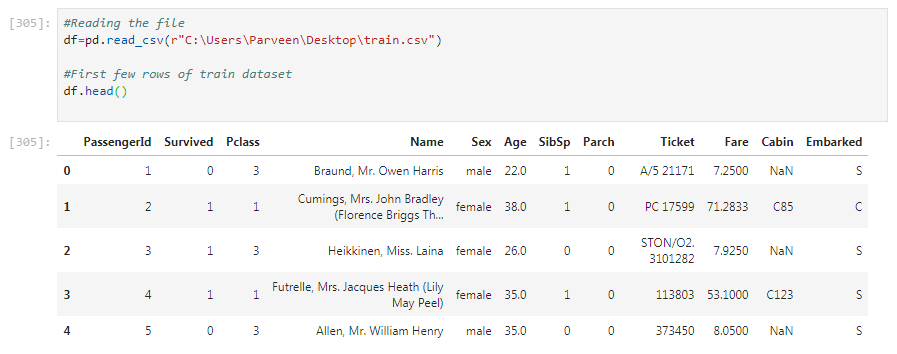 [305]: #Reading the file
df=pd.read_csv(r"C:\Users\Parveen\Desktop\train.csv")
#First few rows of train dataset
df.head()
[305]: PassengerId Survived Pclass Name Sex Age SibSp Parch Ticket Fare Cabin Embarked
0 1 0 3 Braund, Mr. Owen Harris male 22.0 1 0 A/5 21171 7.2500 NaN S
1 2 1 1 Cumings, Mrs. John Bradley (Florence Briggs Th... female 38.0 1 0 PC 17599 71.2833 C85 C
2 3 1 3 Heikkinen, Miss. Laina female 26.0 0 0 STON/O2. 3101282 7.9250 NaN S
3 4 1 1 Futrelle, Mrs. Jacques Heath (Lily May Peel) female 35.0 1 0 113803 53.1000 C123 S
4 5 0 3 Allen, Mr. William Henry male 35.0 0 0 373450 8.0500 NaN S